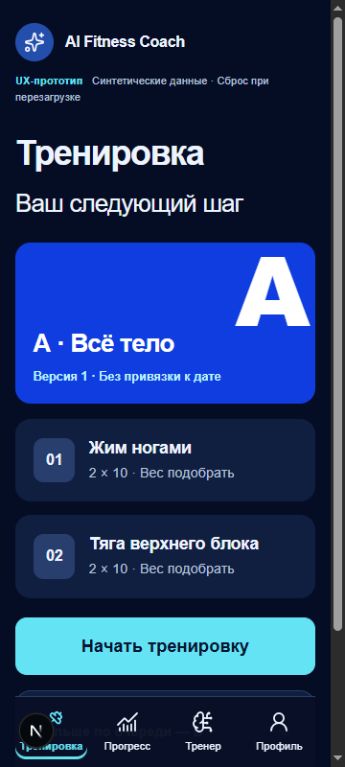 AI Fitness Coach
UX-прототип Синтетические данные · Сброс при
перезагрузке
Тренировка
Ваш следующий шаг
A
A · Всё тело
Версия 1 · Без привязки к дате
01
Жим ногами
2 × 10 · Вес подобрать
02
Тяга верхнего блока
2 × 10 · Вес подобрать
Начать тренировку
N
Тренировка
Прогресс
Тренер
Профиль